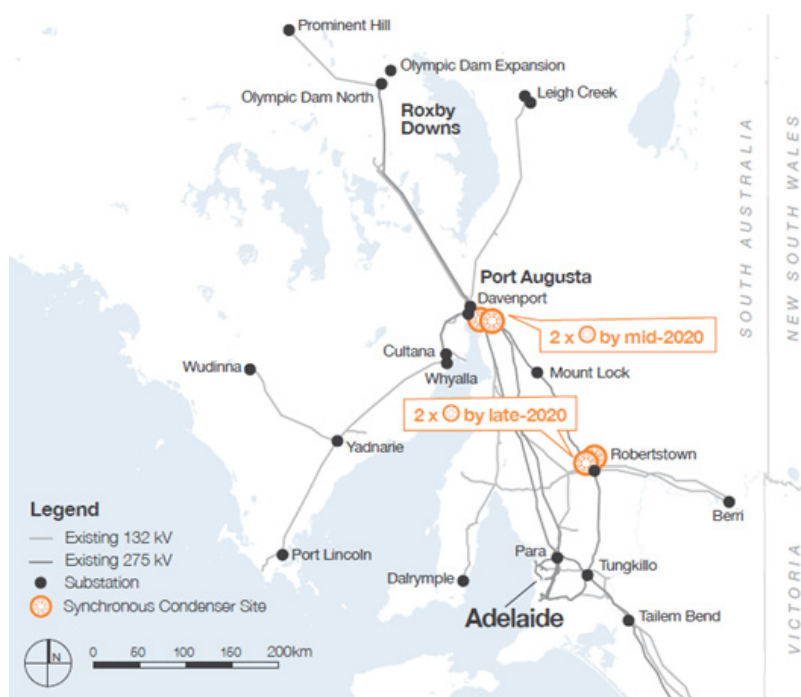 Prominent Hill
Olympic Dam Expansion
Olympic Dam North
Leigh Creek
Roxby
Downs
SOUTH AUSTRALIA
NEW SOUTH WALES
Port Augusta
Davenport
2 x by mid-2020
Cultana
Wudinna
Whyalla
Mount Lock
2 x by late-2020
Yadnarie
Robertstown
Legend
Existing 132 kV
Existing 275 kV
Substation
Synchronous Condenser Site
Berri
Port Lincoln
Para
Tungkillo
Dalrymple
Adelaide
Tailem Bend
VICTORIA
N
0 50 100 150 200km